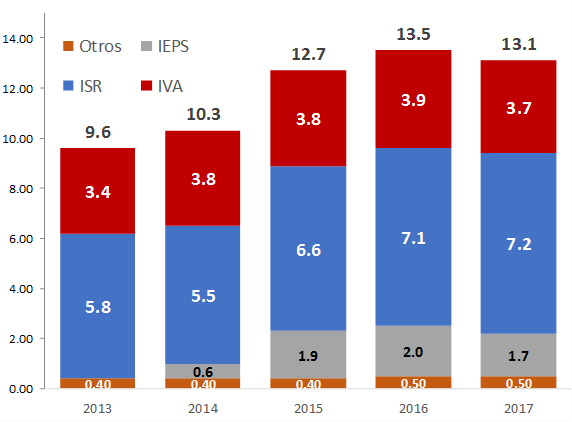 14.00
12.00
10.00
8.00
6.00
4.00
2.00
0.00
Otros IEPS
ISR IVA
9.6 10.3 12.7 13.5 13.1
3.4 3.8 3.8 3.9 3.7
5.8 5.5 6.6 7.1 7.2
0.6 1.9 2.0 1.7
0.40 0.40 0.40 0.50 0.50
2013 2014 2015 2016 2017